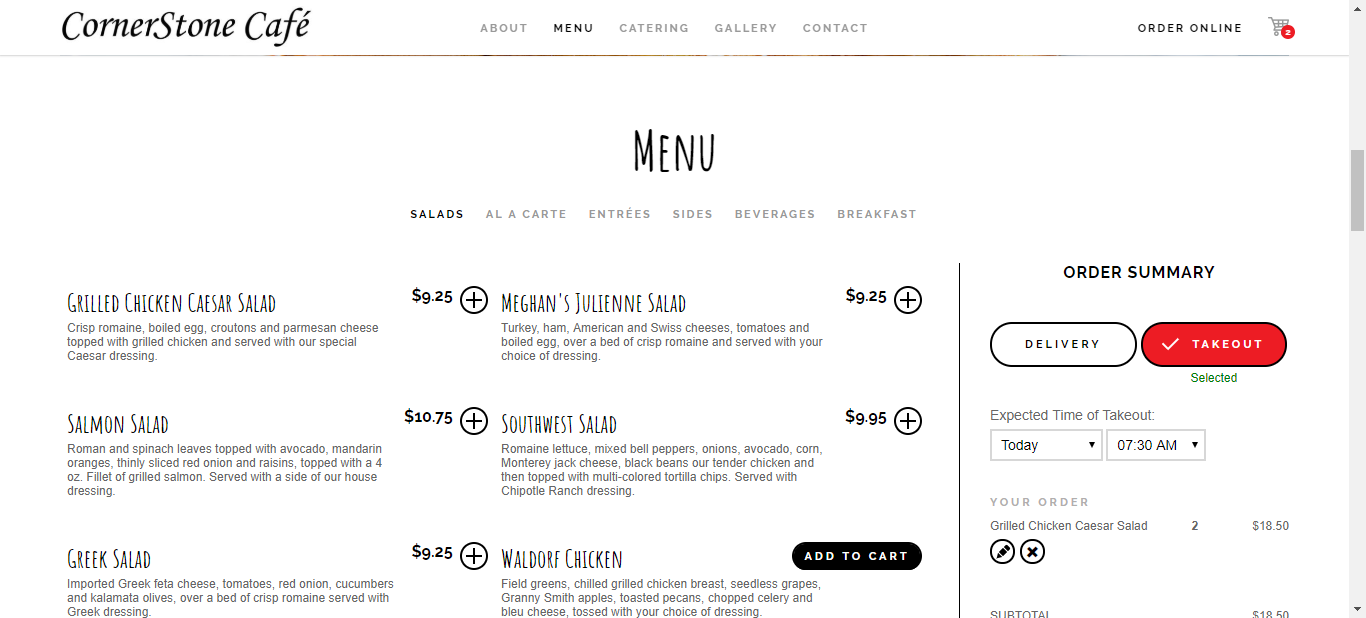 CornerStone Café
ABOUT MENU CATERING GALLERY CONTACT
ORDER ONLINE
2
Menu
SALADS AL A CARTE ENTRÉES SIDES BEVERAGES BREAKFAST
Grilled Chicken Caesar Salad
$9.25
Crisp romaine, boiled egg, croutons and parmesan cheese
topped with grilled chicken and served with our special
Caesar dressing.
Meghan's Julienne Salad
$9.25
Turkey, ham, American and Swiss cheeses, tomatoes and
boiled egg, over a bed of crisp romaine and served with your
choice of dressing.
Salmon Salad
$10.75
Roman and spinach leaves topped with avocado, mandarin
oranges, thinly sliced red onion and raisins, topped with a 4
oz. Fillet of grilled salmon. Served with a side of our house
dressing.
Southwest Salad
$9.95
Romaine lettuce, mixed bell peppers, onions, avocado, corn,
Monterey jack cheese, black beans our tender chicken and
then topped with multi-colored tortilla chips. Served with
Chipotle Ranch dressing.
Greek Salad
$9.25
Imported Greek feta cheese, tomatoes, red onion, cucumbers
and kalamata olives, over a bed of crisp romaine served with
Greek dressing.
Waldorf Chicken
ADD TO CART
Field greens, chilled grilled chicken breast, seedless grapes,
Granny Smith apples, toasted pecans, chopped celery and
bleu cheese, tossed with your choice of dressing.
ORDER SUMMARY
DELIVERY
TAKEOUT
Selected
Expected Time of Takeout:
Today
07:30 AM
YOUR ORDER
Grilled Chicken Caesar Salad 2 $18.50
SUBTOTAL $18.50